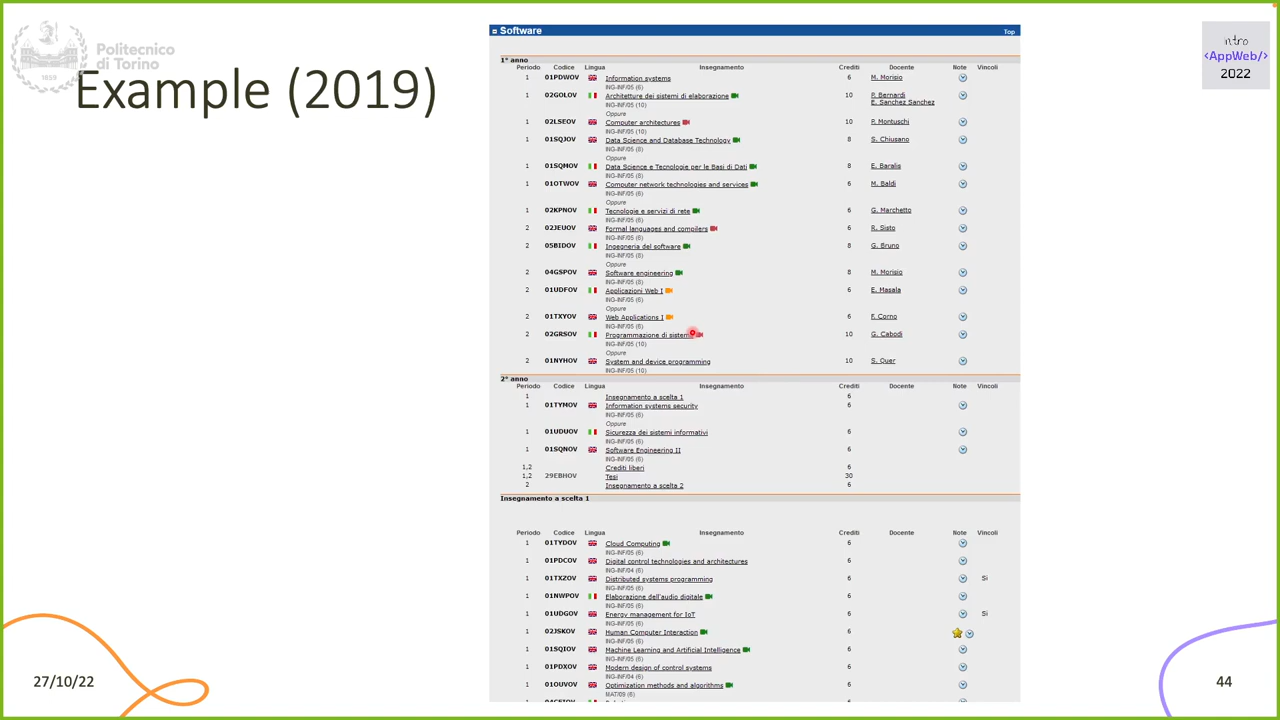 Politecnico
di Torino
1859
Example (2019)
intro
<AppWeb/>
2022
Software
Top
1° anno
Periodo Codice Lingua Insegnamento Crediti Docente Note Vincoli
1 01PDWOV Information systems 6 M. Morisio
ING-INF/05 (6)
1 02GOLOV Architetture dei sistemi di elaborazione 10 P. Bernardi
E. Sanchez Sanchez
ING-INF/05 (10)
Oppure
1 02LSEOV Computer architectures 10 P. Montuschi
ING-INF/05 (10)
1 01SQJOV Data Science and Database Technology 8 S. Chiusano
ING-INF/05 (8)
Oppure
1 01SQMOV Data Science e Tecnologie per le Basi di Dati 8 E. Baralis
ING-INF/05 (8)
1 01OTWOV Computer network technologies and services 6 M. Baldi
ING-INF/05 (6)
Oppure
1 02KPNOV Tecnologie e servizi di rete 6 G. Marchetto
ING-INF/05 (6)
2 02JEUOV Formal languages and compilers 6 R. Sisto
ING-INF/05 (6)
2 05BIDOV Ingegneria del software 8 G. Bruno
ING-INF/05 (8)
Oppure
2 04GSPOV Software engineering 8 M. Morisio
ING-INF/05 (8)
2 01UDFOV Applicazioni Web I 6 E. Masala
ING-INF/05 (6)
Oppure
2 01TXYOV Web Applications I 6 F. Corno
ING-INF/05 (6)
2 02GRSOV Programmazione di sistema 10 G. Cabodi
ING-INF/05 (10)
Oppure
2 01NYHOV System and device programming 10 S. Quer
ING-INF/05 (10)
2° anno
Periodo Codice Lingua Insegnamento Crediti Docente Note Vincoli
1 Insegnamento a scelta 1 6
1 01TYMOV Information systems security 6
ING-INF/05 (6)
Oppure
1 01UDUOV Sicurezza dei sistemi informativi 6
ING-INF/05 (6)
1 01SQNOV Software Engineering II 6
ING-INF/05 (6)
1,2 Crediti liberi 6
1,2 29EBHOV Tesi 30
2 Insegnamento a scelta 2 6
Insegnamento a scelta 1
Periodo Codice Lingua Insegnamento Crediti Docente Note Vincoli
1 01TYDOV Cloud Computing 6
ING-INF/05 (6)
1 01PDCOV Digital control technologies and architectures 6
ING-INF/04 (6)
1 01TXZOV Distributed systems programming 6 Si
ING-INF/05 (6)
1 01NWPOV Elaborazione dell'audio digitale 6
ING-INF/05 (6)
1 01UDGOV Energy management for IoT 6 Si
ING-INF/05 (6)
1 02JSKOV Human Computer Interaction 6
ING-INF/05 (6)
1 01SQIOV Machine Learning and Artificial Intelligence 6
ING-INF/05 (6)
1 01PDXOV Modern design of control systems 6
ING-INF/04 (6)
1 01OUVOV Optimization methods and algorithms 6
MAT/09 (6)
27/10/22
44